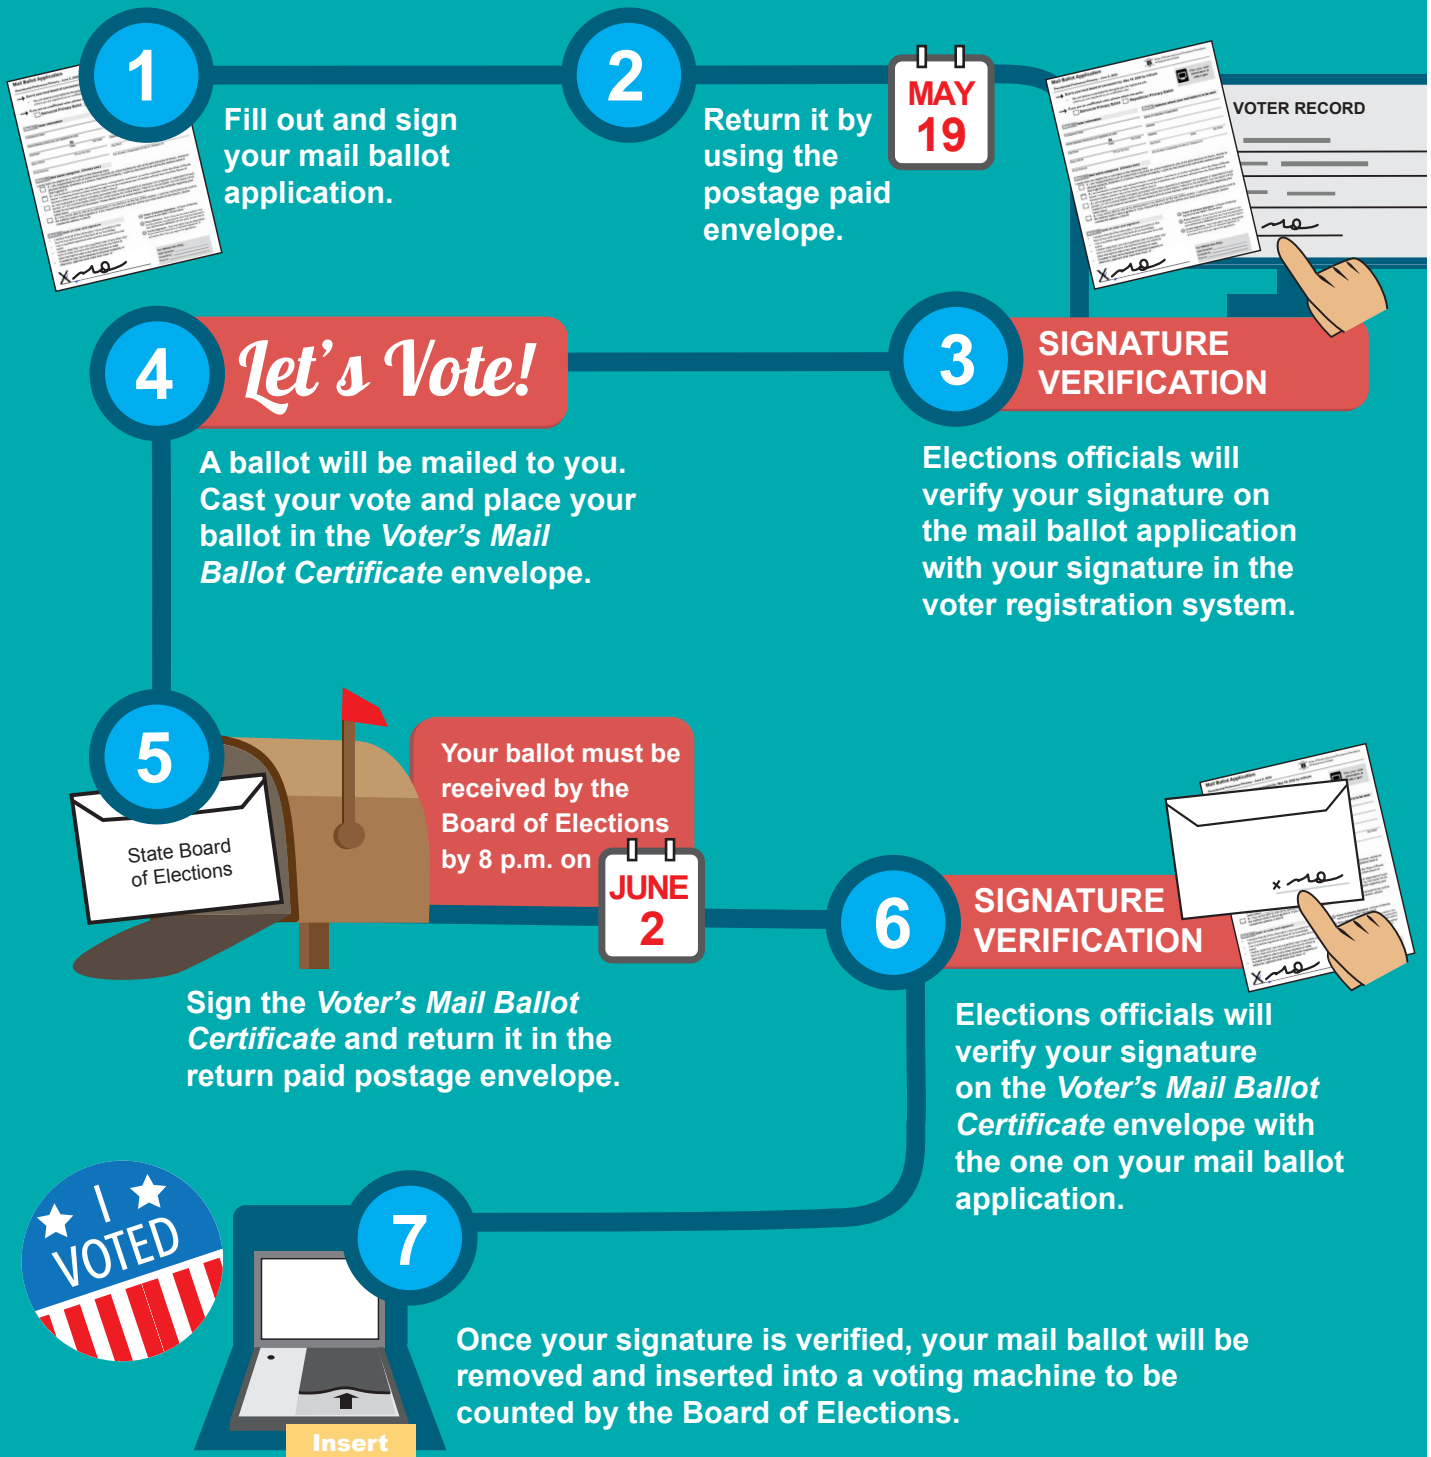 1
Fill out and sign
your mail ballot
application.
2
Return it by
using the
postage paid
envelope.
MAY
19
Mail Ballot Application
VOTER RECORD
3
SIGNATURE
VERIFICATION
Elections officials will
verify your signature on
the mail ballot application
with your signature in the
voter registration system.
4
Let's Vote!
A ballot will be mailed to you.
Cast your vote and place your
ballot in the Voter's Mail
Ballot Certificate envelope.
5
State Board
of Elections
Your ballot must be
received by the
Board of Elections
by 8 p.m. on
JUNE
2
Sign the Voter's Mail Ballot
Certificate and return it in the
return paid postage envelope.
6
SIGNATURE
VERIFICATION
Mail Ballot Application
Elections officials will
verify your signature
on the Voter's Mail Ballot
Certificate envelope with
the one on your mail ballot
application.
7
I
VOTED
Once your signature is verified, your mail ballot will be
removed and inserted into a voting machine to be
counted by the Board of Elections.
Insert